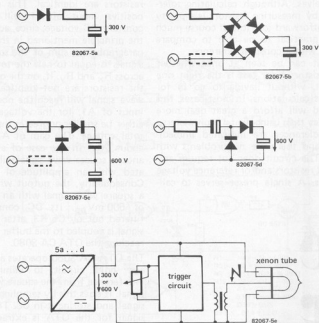 300 V
82067-5a
300 V
82067-5b
600 V
82067-5c
600 V
82067-5d
5a . . . d
300 V
or
600 V
trigger
circuit
xenon tube
82067-5e